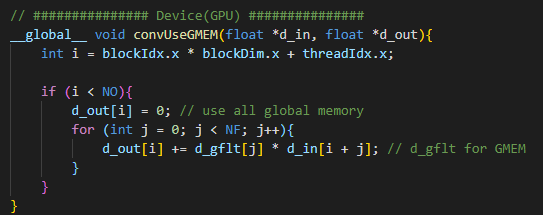 // ############### Device(GPU) ###############
__global__ void convUseGMEM(float *d_in, float *d_out){
    int i = blockIdx.x * blockDim.x + threadIdx.x;

    if (i < NO){
        d_out[i] = 0; // use all global memory
        for (int j = 0; j < NF; j++){
            d_out[i] += d_gflt[j] * d_in[i + j]; // d_gflt for GMEM
        }
    }
}